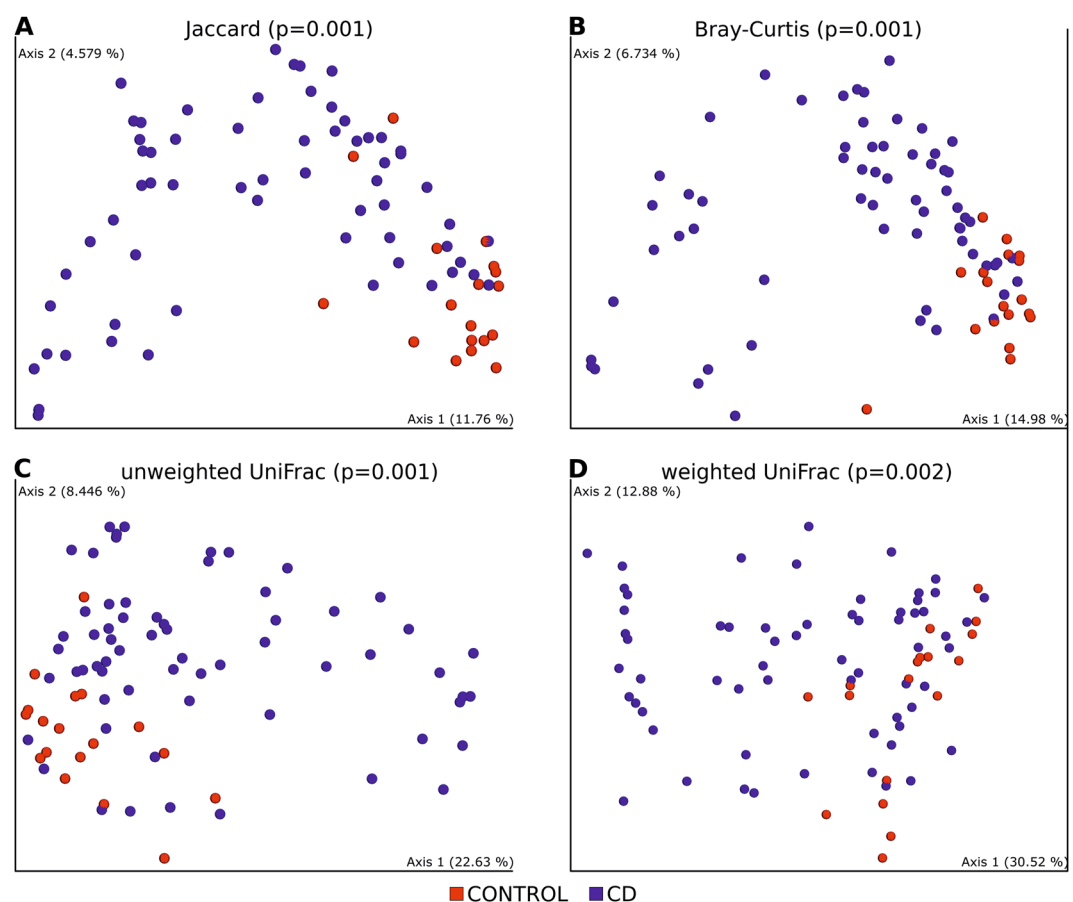 A
Jaccard (p=0.001)
Axis 2 (4.579 %)
Axis 1 (11.76 %)
B
Bray-Curtis (p=0.001)
Axis 2 (6.734 %)
Axis 1 (14.98 %)
C
unweighted UniFrac (p=0.001)
Axis 2 (8.446 %)
Axis 1 (22.63 %)
D
weighted UniFrac (p=0.002)
Axis 2 (12.88 %)
Axis 1 (30.52 %)
CONTROL CD